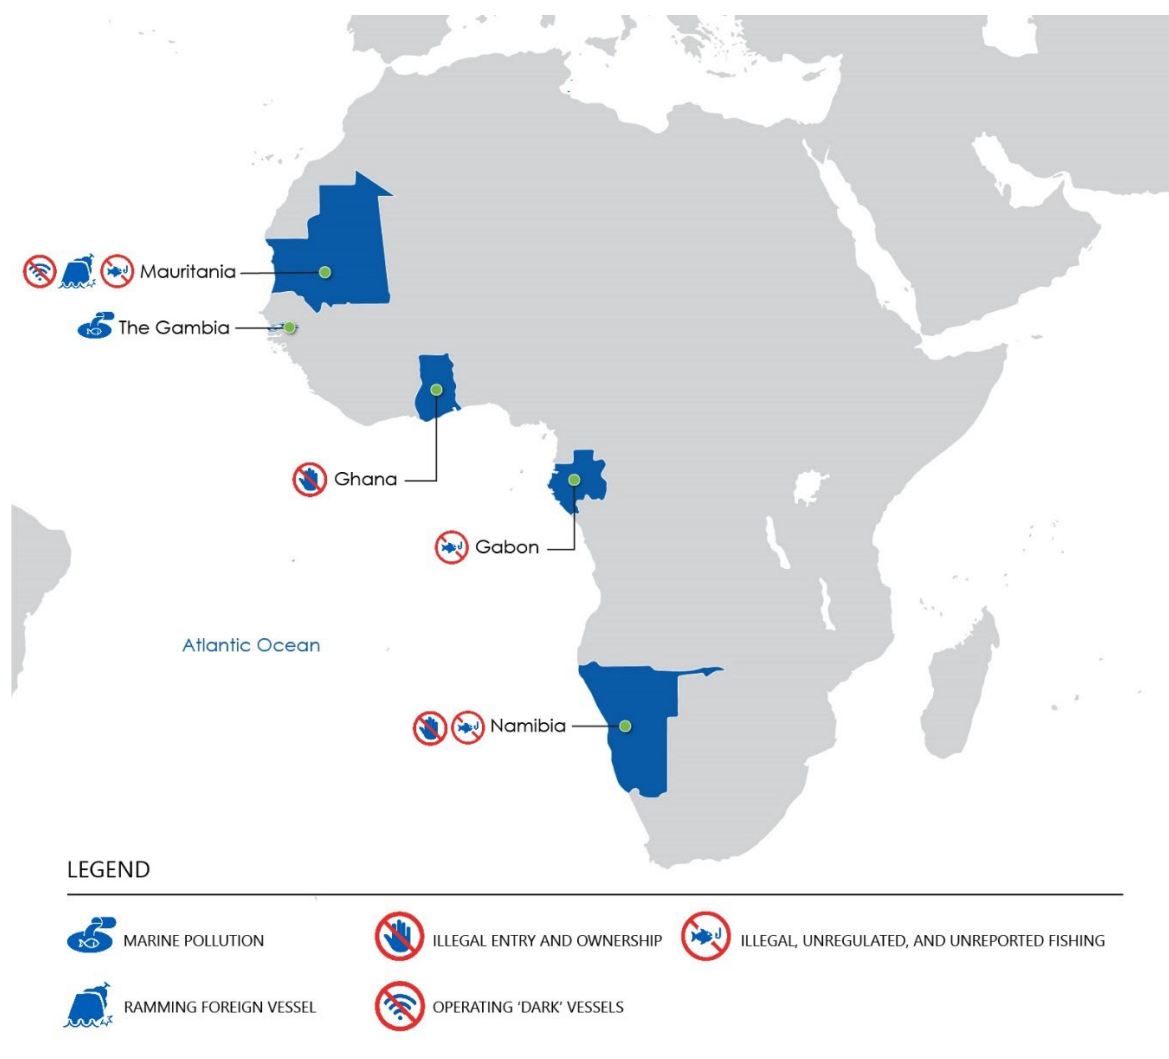 Mauritania
The Gambia
Ghana
Gabon
Atlantic Ocean
Namibia
LEGEND
MARINE POLLUTION
ILLEGAL ENTRY AND OWNERSHIP
ILLEGAL, UNREGULATED, AND UNREPORTED FISHING
RAMMING FOREIGN VESSEL
OPERATING ‘DARK’ VESSELS